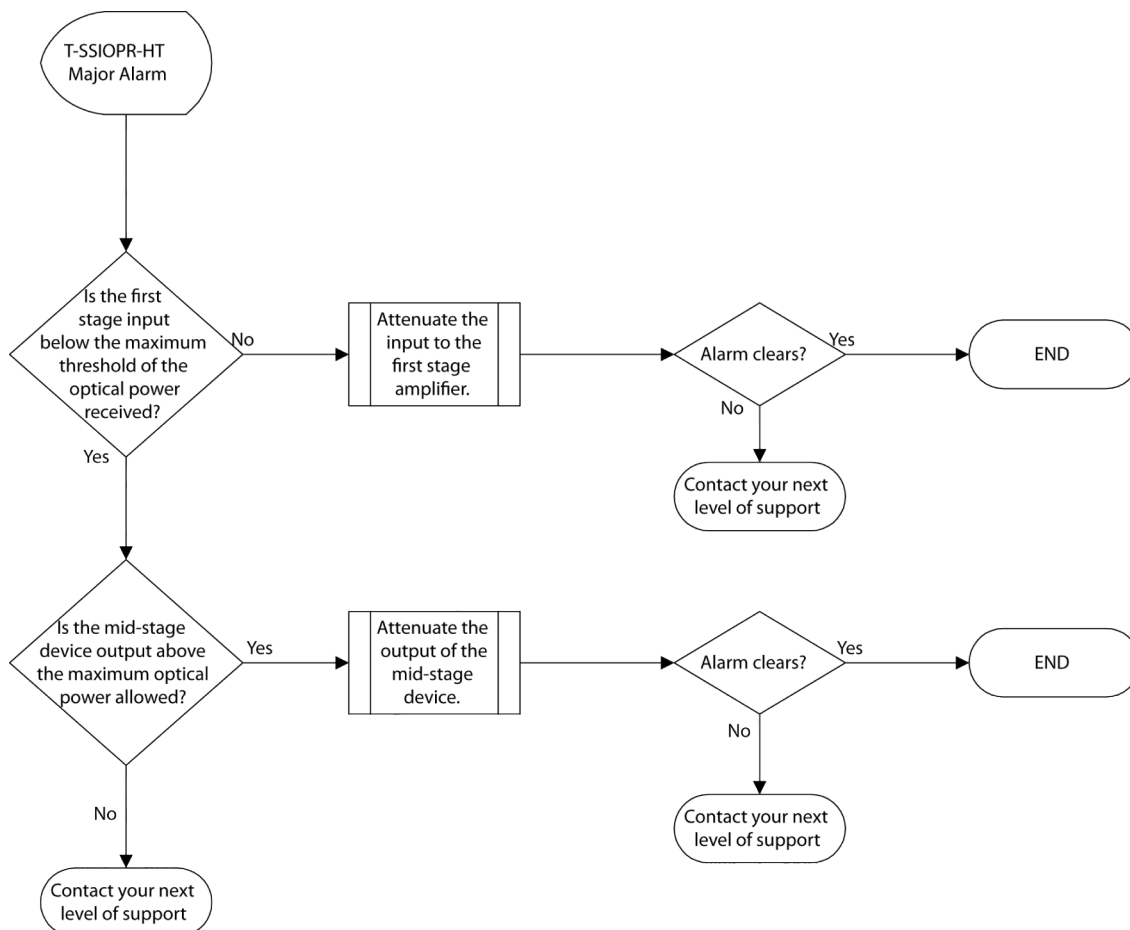 T-SSIOPR-HT
Major Alarm
Is the first
stage input
below the maximum
threshold of the
optical power
received?
No
Attenuate the
input to the
first stage
amplifier.
Alarm clears?
Yes
END
No
Contact your next
level of support
Yes
Is the mid-stage
device output above
the maximum optical
power allowed?
Yes
Attenuate the
output of the
mid-stage
device.
Alarm clears?
Yes
END
No
Contact your next
level of support
No
Contact your next
level of support